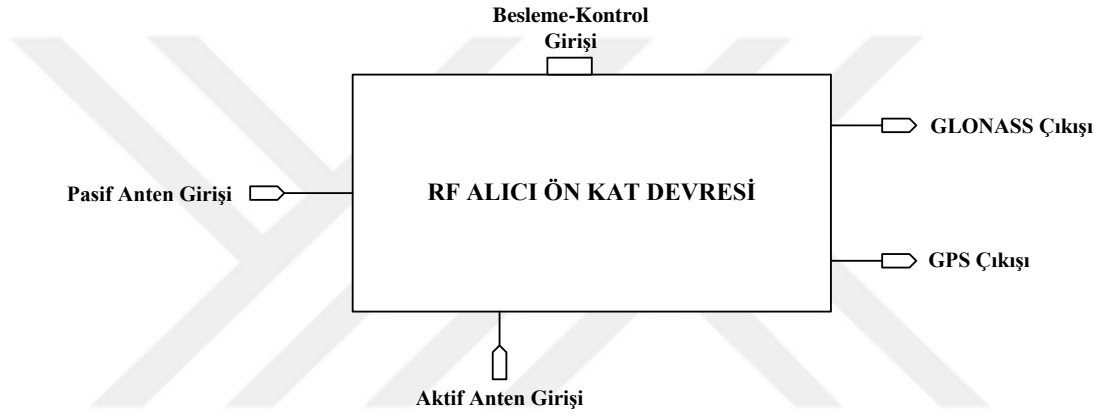 Besleme-Kontrol
Girişi
GLONASS Çıkışı
Pasif Anten Girişi
RF ALICI ÖN KAT DEVRESİ
GPS Çıkışı
Aktif Anten Girişi